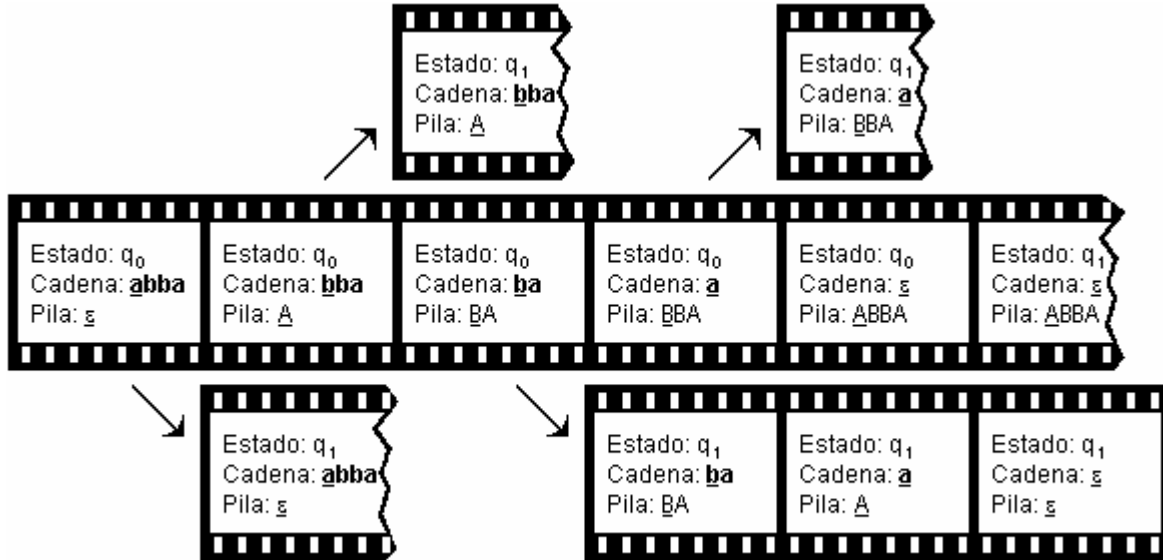 Estado: q1
Cadena: bba
Pila: A
Estado: q1
Cadena: a
Pila: BBA
Estado: q0
Cadena: abba
Pila: ε
Estado: q0
Cadena: bba
Pila: A
Estado: q0
Cadena: ba
Pila: BA
Estado: q0
Cadena: a
Pila: BBA
Estado: q0
Cadena: ε
Pila: ABBA
Estado: q1
Cadena: ε
Pila: ABBA
Estado: q1
Cadena: abba
Pila: ε
Estado: q1
Cadena: ba
Pila: BA
Estado: q1
Cadena: a
Pila: A
Estado: q1
Cadena: ε
Pila: ε